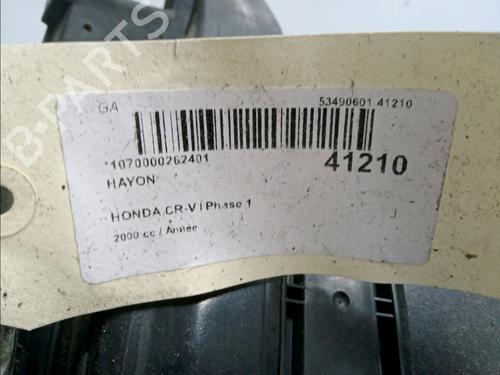 GA 53490601 41210
*1070000262401 41210
HAYON
HONDA CR-V I Phase 1
2000 cc / Année
B-PARTS